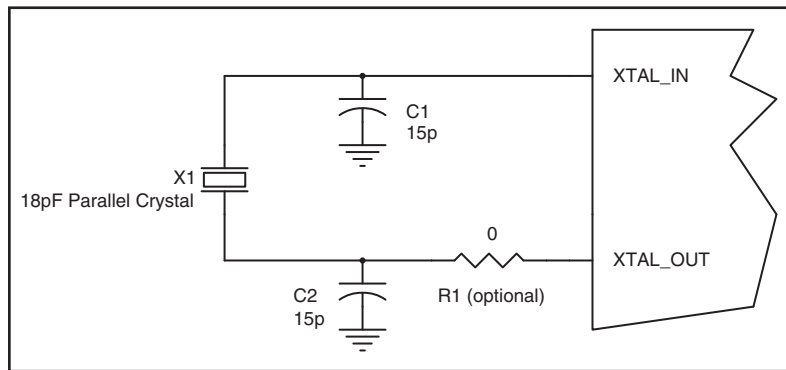 XTAL_IN
C1
15p
X1
18pF Parallel Crystal
0
XTAL_OUT
C2
15p
R1 (optional)